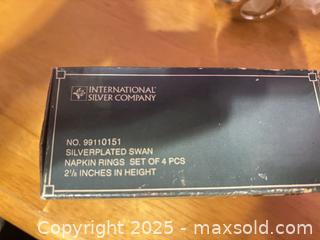 INTERNATIONAL®
SILVER COMPANY
NO. 99110151
SILVERPLATED SWAN
NAPKIN RINGS SET OF 4 PCS
2⅛ INCHES IN HEIGHT
Copyright 2025 - maxsold.com